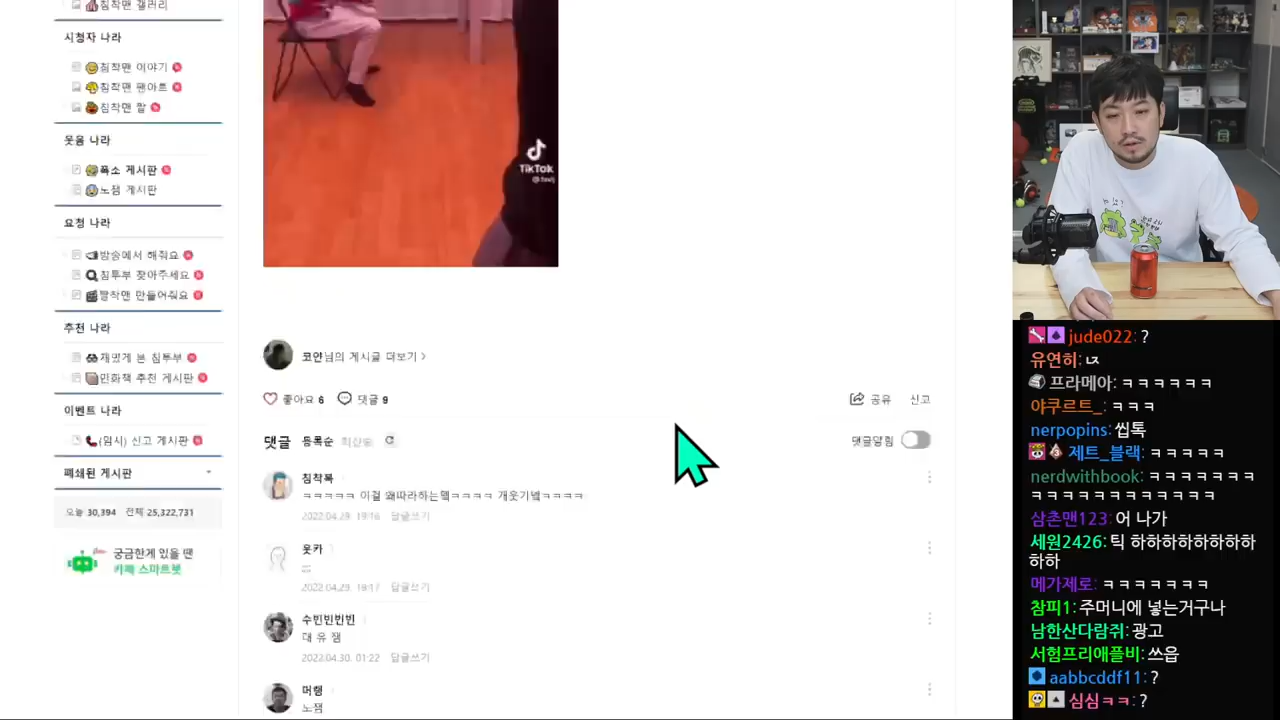 침착맨 갤러리
시청자 나라
침착맨 이야기
침착맨 팬아트
침착맨 짤
웃음 나라
폭소 게시판
노잼 게시판
요청 나라
방송에서 해줘요
침투부 찾아주세요
짤착맨 만들어줘요
추천 나라
재밌게 본 침투부
만화책 추천 게시판
이벤트 나라
(임시) 신고 게시판
폐쇄된 게시판
오늘 30,394 전체 25,322,731
궁금한게 있을 땐
카페 스마트봇
TikTok
코얀님의 게시글 더보기 >
좋아요 6 댓글 9
공유 신고
댓글 등록순 최신순
댓글닫힘
침착복
ㅋㅋㅋㅋㅋ 이걸 왜따라하는뎈ㅋㅋㅋㅋ 개웃기넼ㅋㅋㅋㅋ
2022.04.29. 19:16 답글쓰기
웃카
답글쓰기
수빈빈빈빈
대 유 잼
2022.04.30. 01:22 답글쓰기
머랭
노잼
jude022: ?
유연히: ㄴㅈ
프라메아: ㅋㅋㅋㅋㅋㅋ
야쿠르트_: ㅋㅋㅋ
nerpopins: 씹톡
제트_블랙: ㅋㅋㅋㅋㅋ
nerdwithbook: ㅋㅋㅋㅋㅋㅋㅋ
ㅋㅋㅋㅋㅋㅋㅋㅋㅋㅋㅋㅋ
삼촌맨123: 어 나가
세원2426: 틱 하하하하하하하하
하하
메가제로: ㅋㅋㅋㅋㅋㅋㅋ
참피1: 주머니에 넣는거구나
남한산다람쥐: 광고
서험프리애플비: 쓰읍
aabbcddf11: ?
심심ㅋㅋ: ?